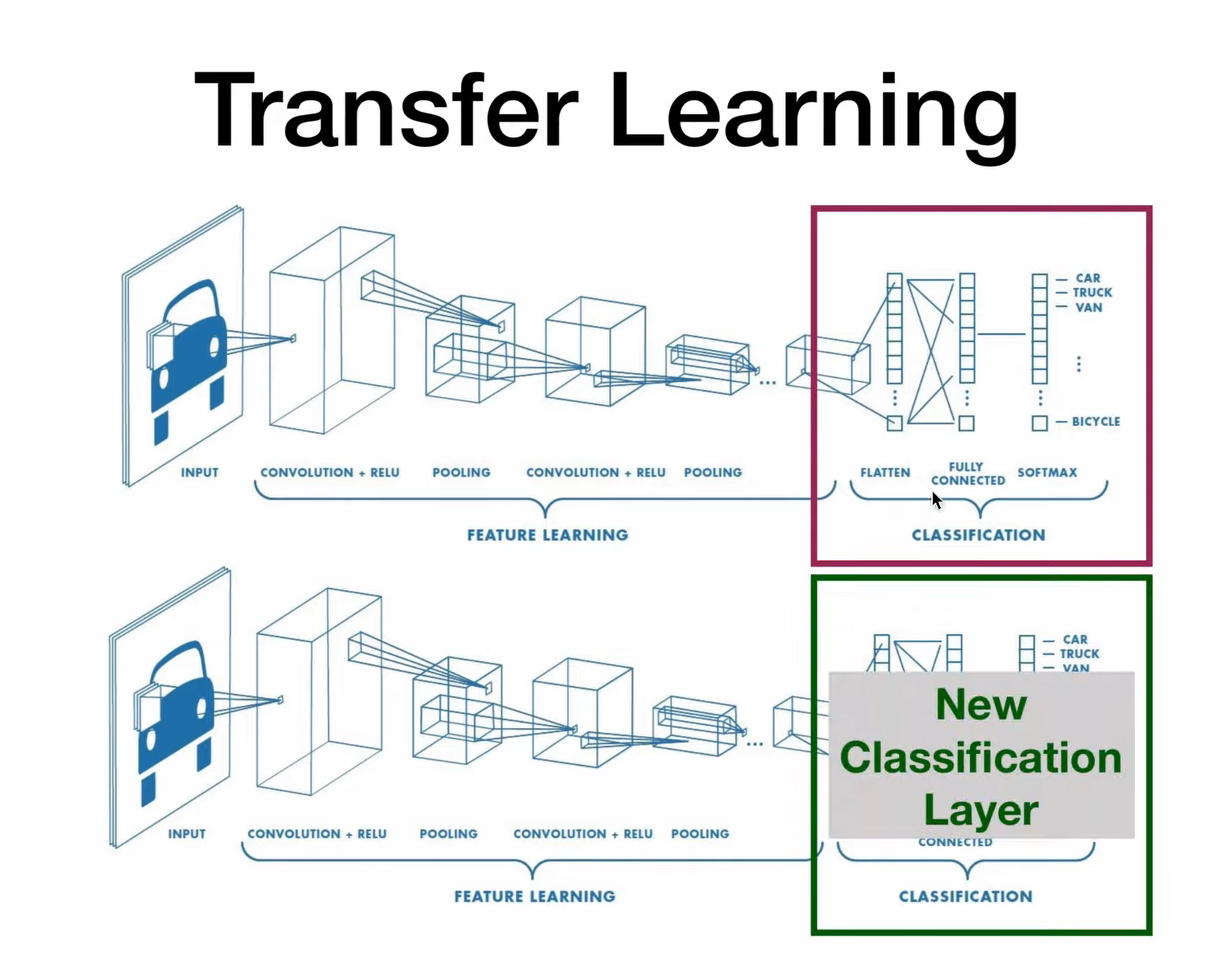 Transfer Learning
CAR
TRUCK
VAN
BICYCLE
INPUT
CONVOLUTION + RELU
POOLING
CONVOLUTION + RELU
POOLING
FLATTEN
FULLY
CONNECTED
SOFTMAX
FEATURE LEARNING
CLASSIFICATION
CAR
TRUCK
VAN
New
Classification
Layer
INPUT
CONVOLUTION + RELU
POOLING
CONVOLUTION + RELU
POOLING
CONNECTED
FEATURE LEARNING
CLASSIFICATION